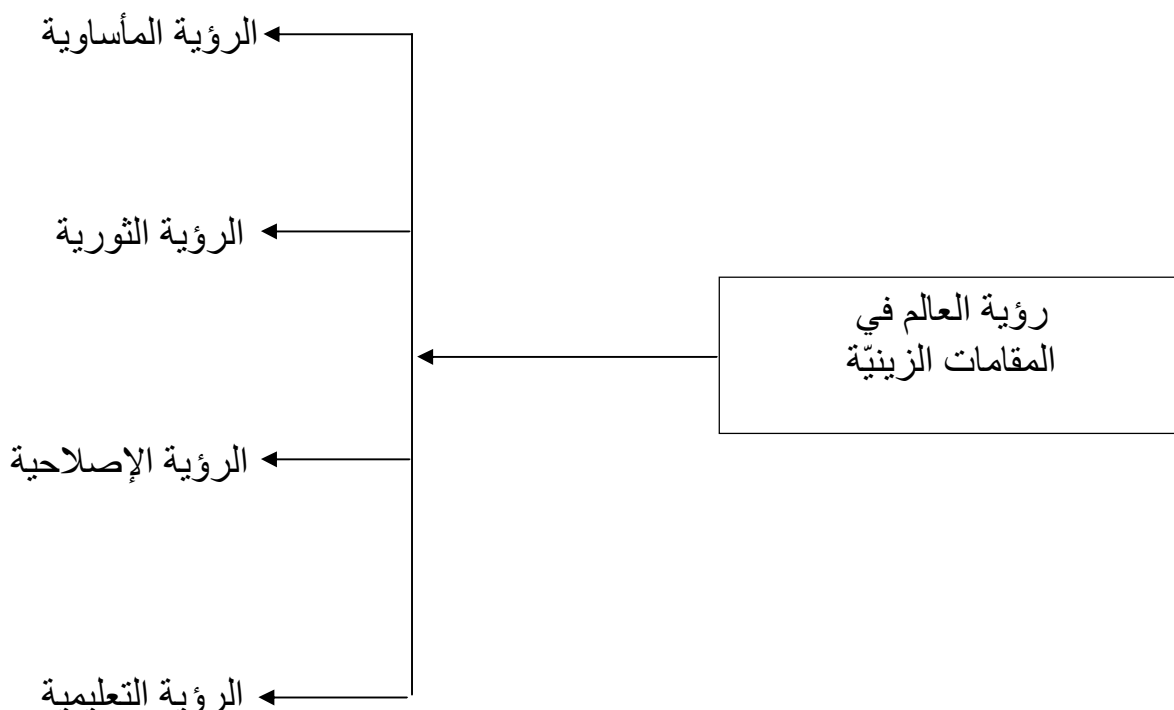 رؤية العالم في
المقامات الزينيّة
الرؤية المأساوية
الرؤية الثورية
الرؤية الإصلاحية
الرؤية التعليمية